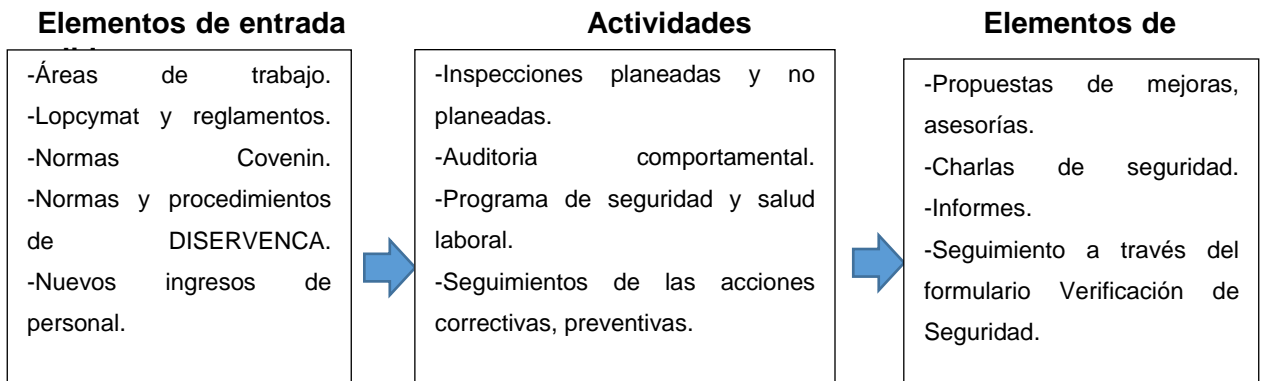 Elementos de entrada
Actividades
Elementos de
-Áreas de trabajo.
-Lopcymat y reglamentos.
-Normas Covenin.
-Normas y procedimientos
de DISERVENCA.
-Nuevos ingresos de
personal.
-Inspecciones planeadas y no
planeadas.
-Auditoria comportamental.
-Programa de seguridad y salud
laboral.
-Seguimientos de las acciones
correctivas, preventivas.
-Propuestas de mejoras,
asesorías.
-Charlas de seguridad.
-Informes.
-Seguimiento a través del
formulario Verificación de
Seguridad.